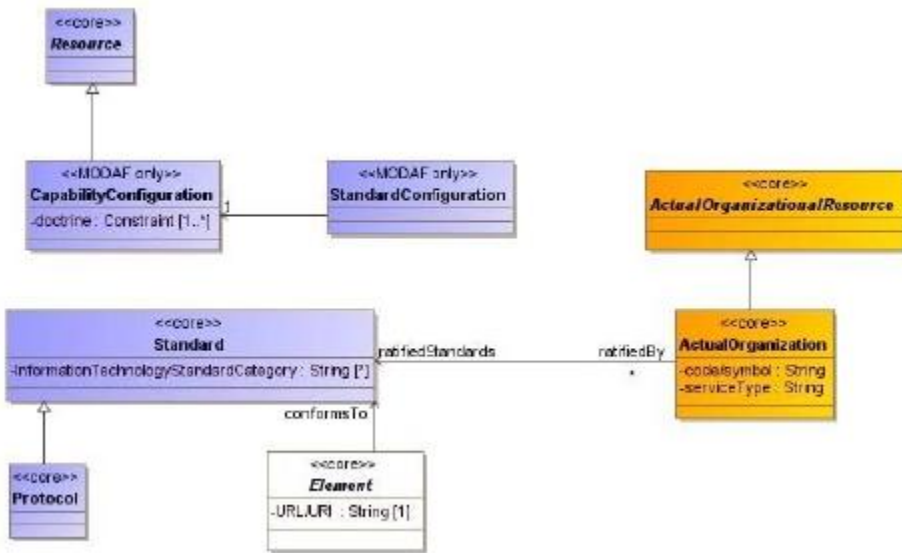 <<core>>
Resource
<<MODAF only>>
CapabilityConfiguration
-doctrine : Constraint [1..*]
1
<<MODAF only>>
StandardConfiguration
<<core>>
ActualOrganizationalResource
<<core>>
Standard
-InformationTechnologyStandardCategory : String [*]
ratifiedStandards
ratifiedBy
*
<<core>>
ActualOrganization
-code/symbol : String
-serviceType : String
conformsTo
<<core>>
Protocol
<<core>>
Element
-URL/URI : String [1]